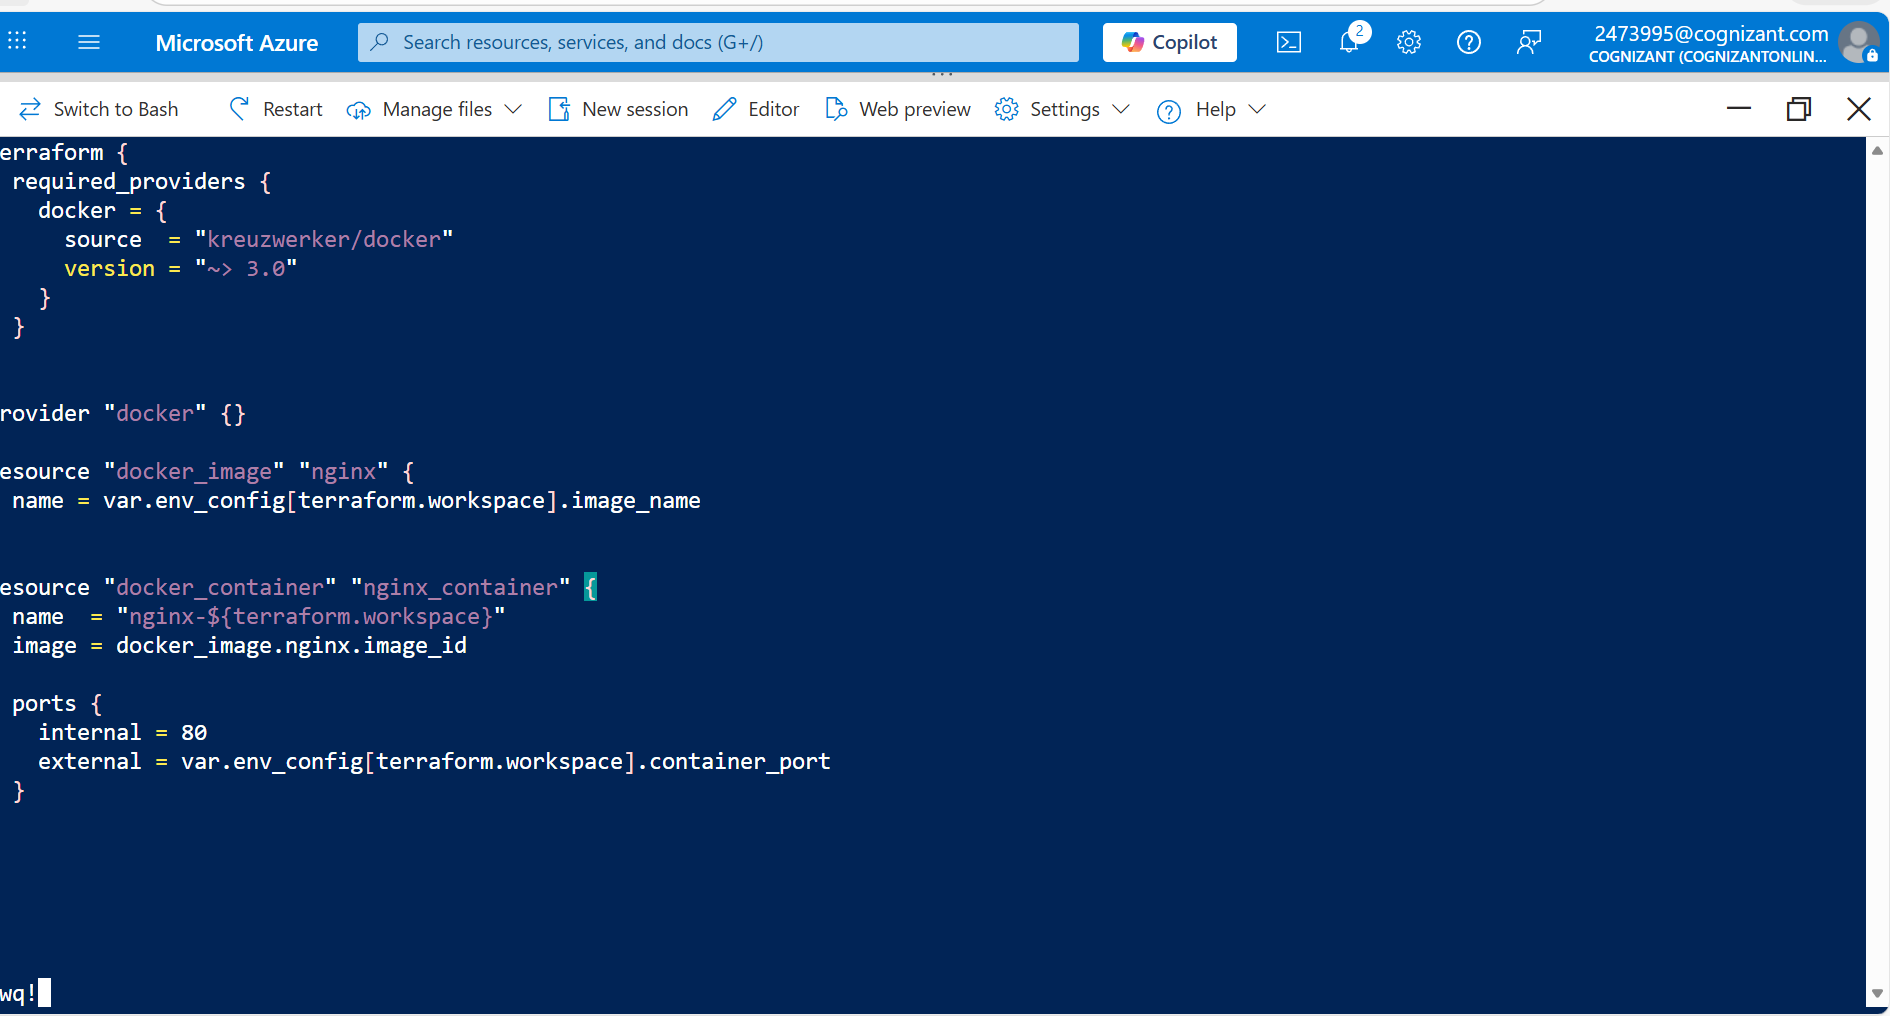 Microsoft Azure
Search resources, services, and docs (G+/)
Copilot
2
2473995@cognizant.com
COGNIZANT (COGNIZANTONLIN...
Switch to Bash
Restart
Manage files
New session
Editor
Web preview
Settings
Help
erraform {
required_providers {
docker = {
source = "kreuzwerker/docker"
version = "~> 3.0"
}
}
rovider "docker" {}
esource "docker_image" "nginx" {
name = var.env_config[terraform.workspace].image_name
esource "docker_container" "nginx_container" {
name = "nginx-${terraform.workspace}"
image = docker_image.nginx.image_id
ports {
internal = 80
external = var.env_config[terraform.workspace].container_port
}
wq!